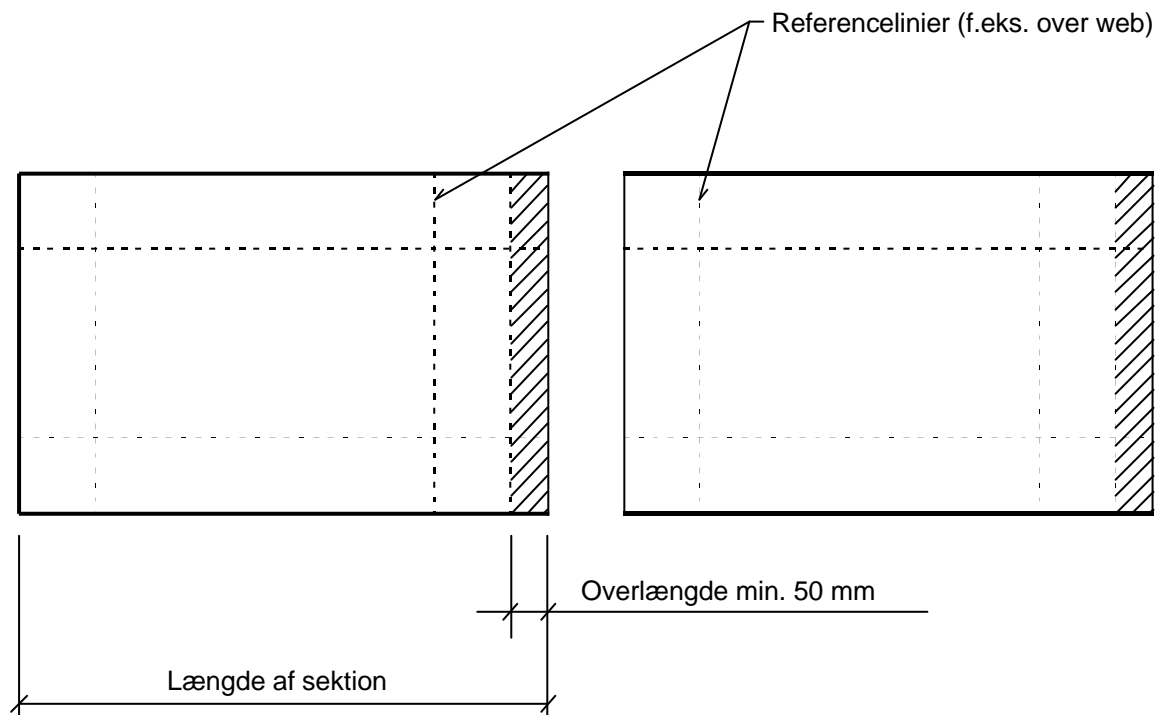 Referencelinier (f.eks. over web)
Overlængde min. 50 mm
Længde af sektion